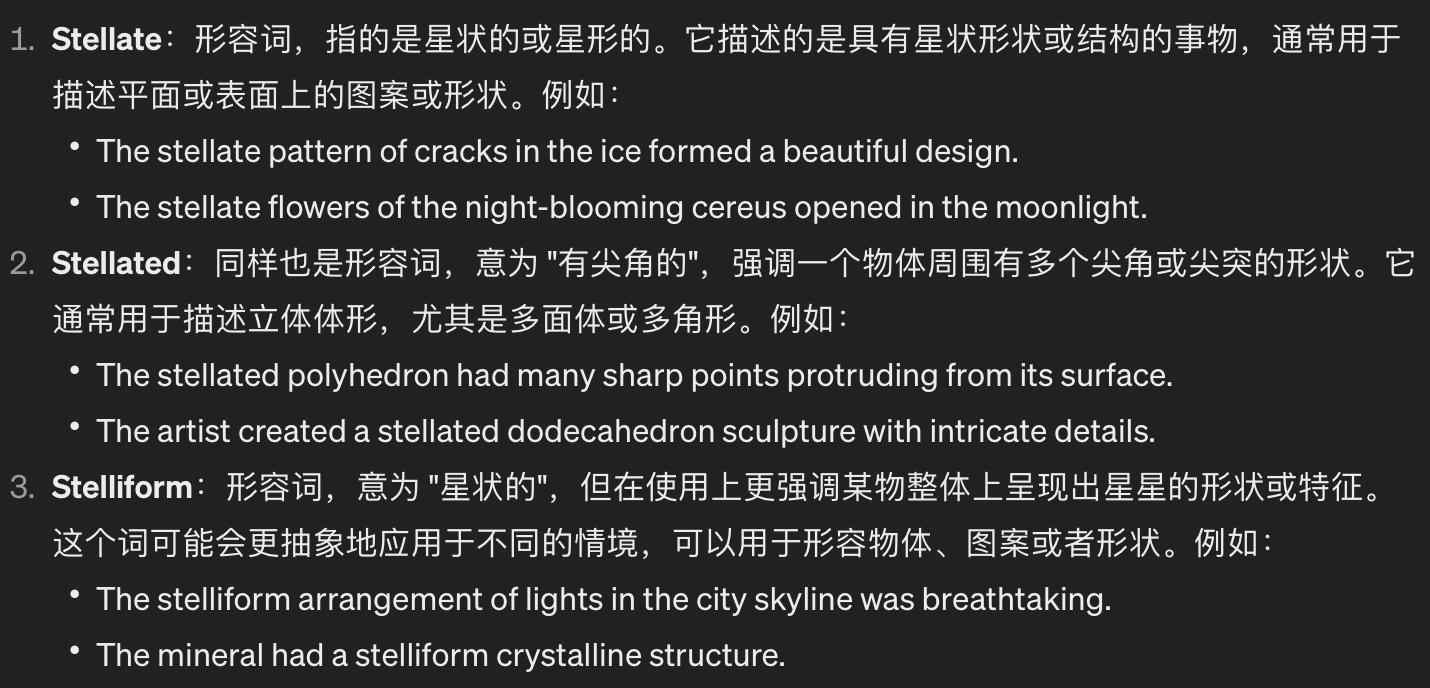 1. Stellate：形容词，指的是星状的或星形的。它描述的是具有星状形状或结构的事物，通常用于
描述平面或表面上的图案或形状。例如：
• The stellate pattern of cracks in the ice formed a beautiful design.
• The stellate flowers of the night-blooming cereus opened in the moonlight.
2. Stellated：同样也是形容词，意为 "有尖角的"，强调一个物体周围有多个尖角或尖突的形状。它
通常用于描述立体体形，尤其是多面体或多角形。例如：
• The stellated polyhedron had many sharp points protruding from its surface.
• The artist created a stellated dodecahedron sculpture with intricate details.
3. Stelliform：形容词，意为 "星状的"，但在使用上更强调某物整体上呈现出星星的形状或特征。
这个词可能会更抽象地应用于不同的情境，可以用于形容物体、图案或者形状。例如：
• The stelliform arrangement of lights in the city skyline was breathtaking.
• The mineral had a stelliform crystalline structure.